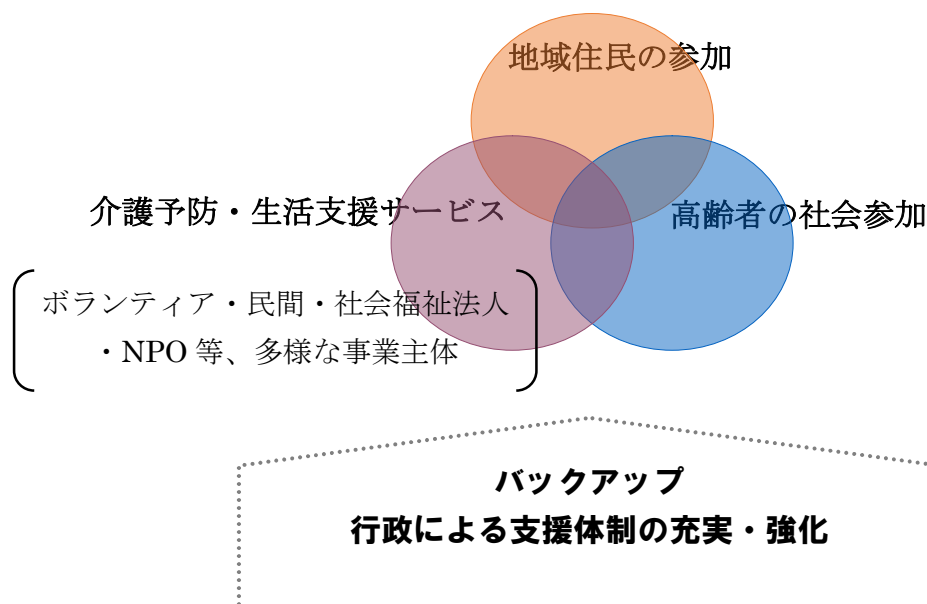 地域住民の参加
介護予防・生活支援サービス
高齢者の社会参加
ボランティア・民間・社会福祉法人
・NPO 等、多様な事業主体
バックアップ
行政による支援体制の充実・強化